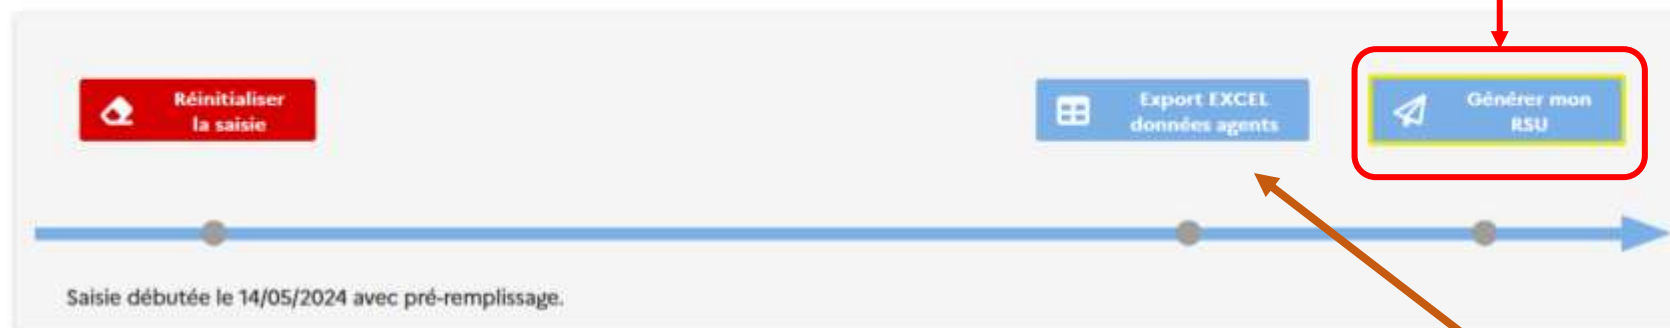 Réinitialiser
la saisie
Export EXCEL
données agents
Générer mon
RSU
Saisie débutée le 14/05/2024 avec pré-remplissage.